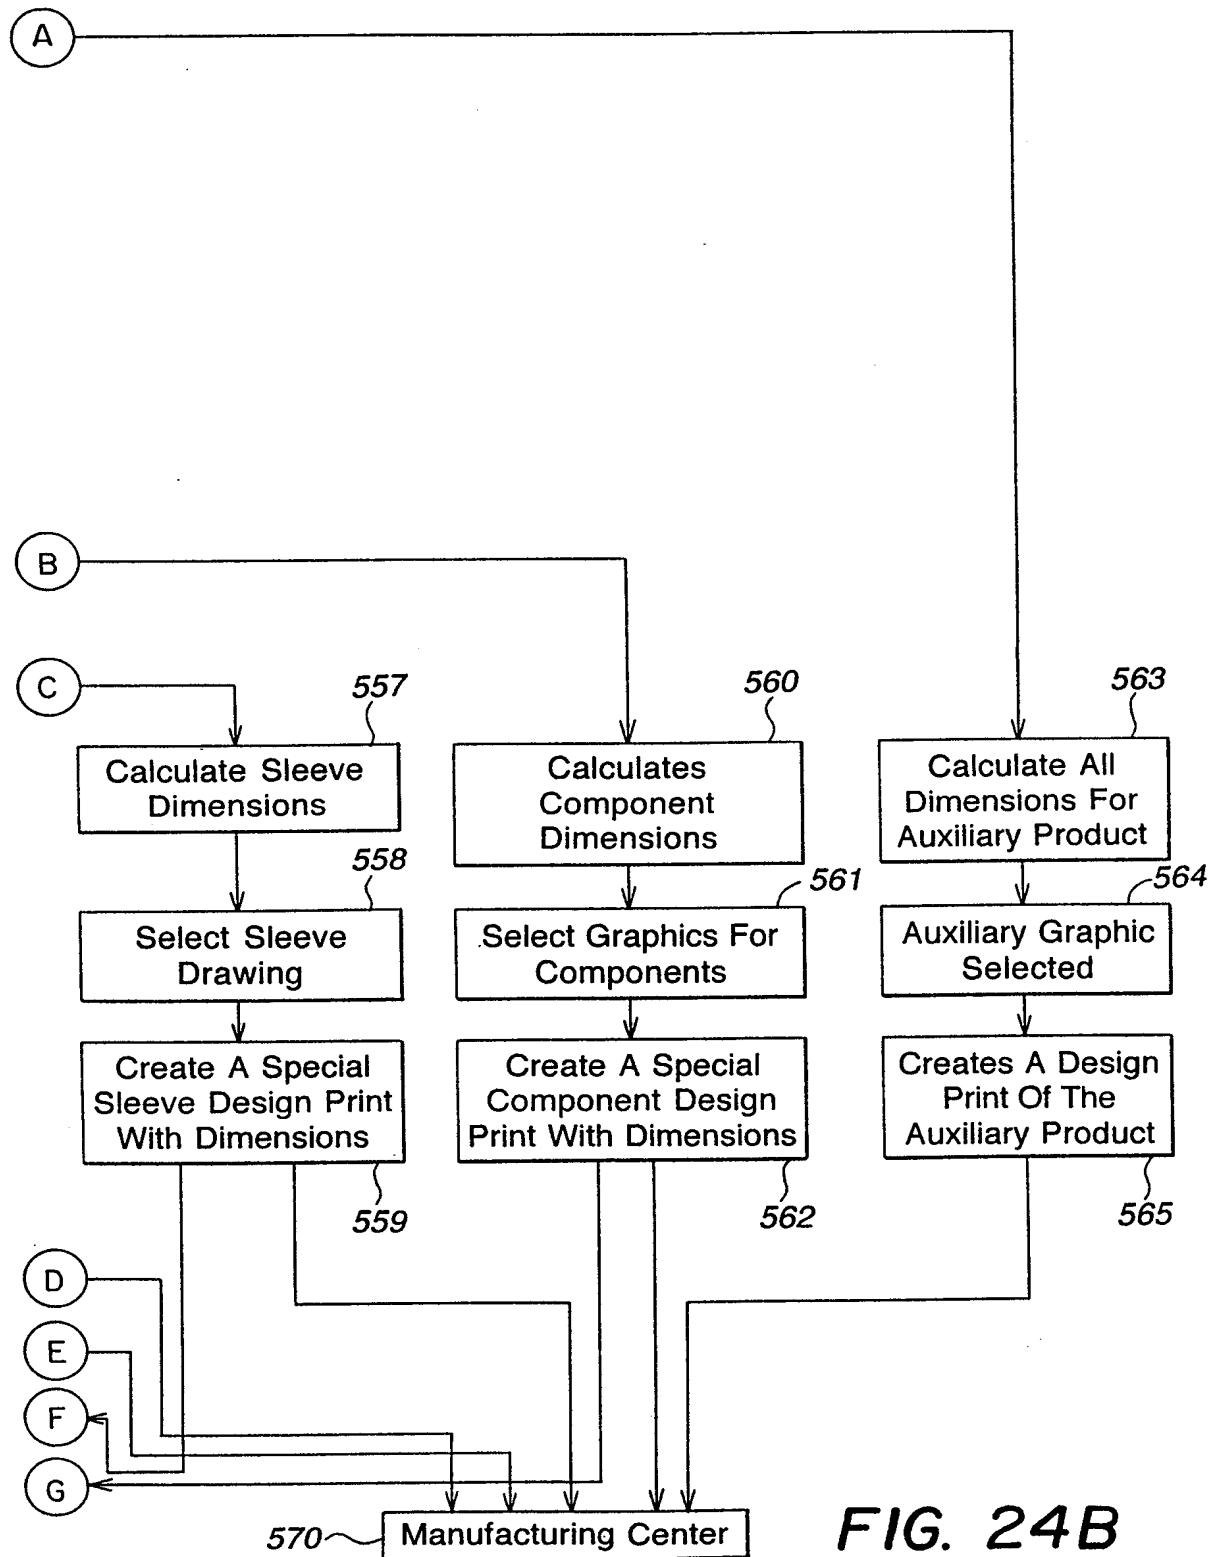 A
B
C
557
Calculate Sleeve
Dimensions
558
Select Sleeve
Drawing
Create A Special
Sleeve Design Print
With Dimensions
559
560
Calculates
Component
Dimensions
561
Select Graphics For
Components
Create A Special
Component Design
Print With Dimensions
562
563
Calculate All
Dimensions For
Auxiliary Product
564
Auxiliary Graphic
Selected
Creates A Design
Print Of The
Auxiliary Product
565
D
E
F
G
570
Manufacturing Center
FIG. 24B